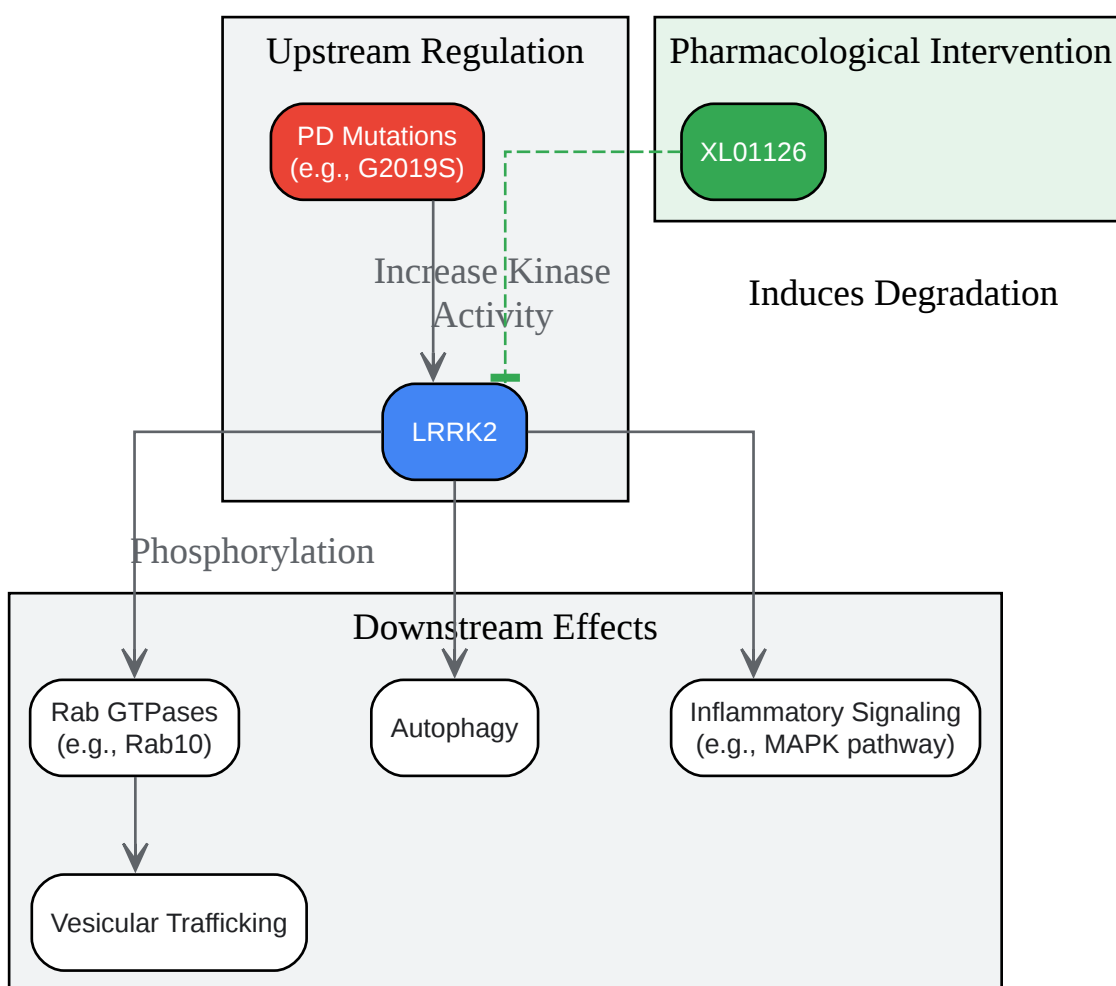 Upstream Regulation
Pharmacological Intervention
PD Mutations
(e.g., G2019S)
XL01126
Increase Kinase
Activity
Induces Degradation
LRRK2
Phosphorylation
Downstream Effects
Rab GTPases
(e.g., Rab10)
Autophagy
Inflammatory Signaling
(e.g., MAPK pathway)
Vesicular Trafficking